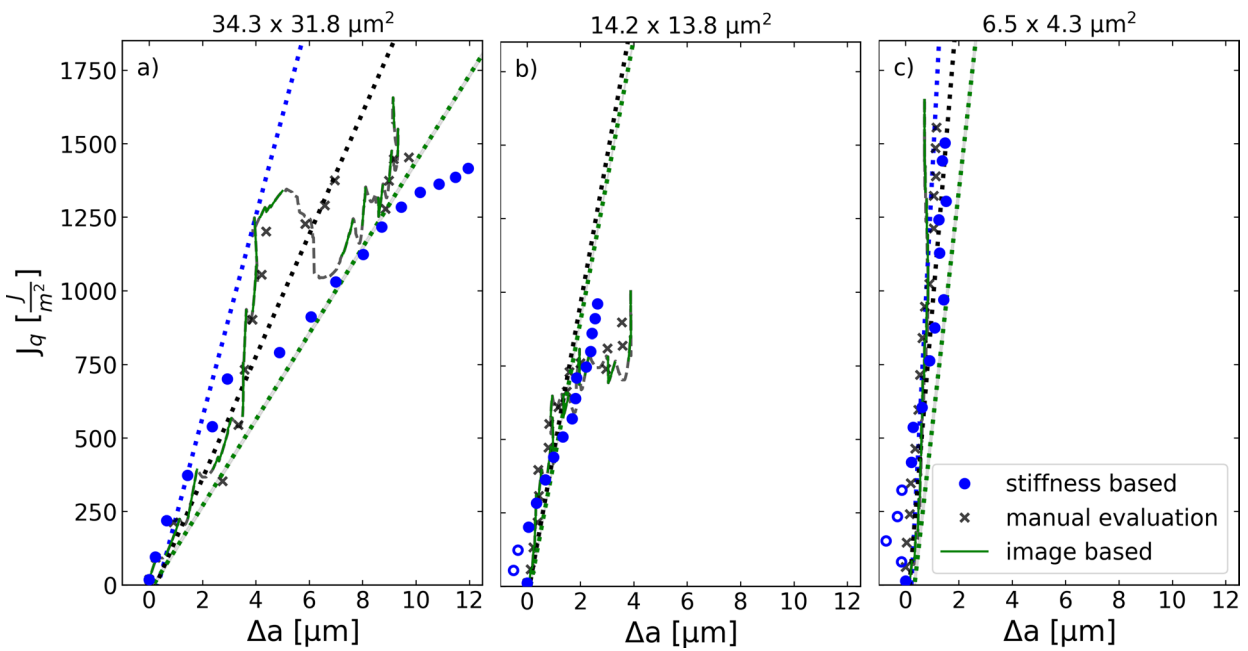 34.3 x 31.8 μm²
14.2 x 13.8 μm²
6.5 x 4.3 μm²
a)
b)
c)
1750
1500
1250
1000
750
500
250
0
J_q [J/m²]
0 2 4 6 8 10 12
0 2 4 6 8 10 12
0 2 4 6 8 10 12
Δa [μm]
Δa [μm]
Δa [μm]
stiffness based
manual evaluation
image based